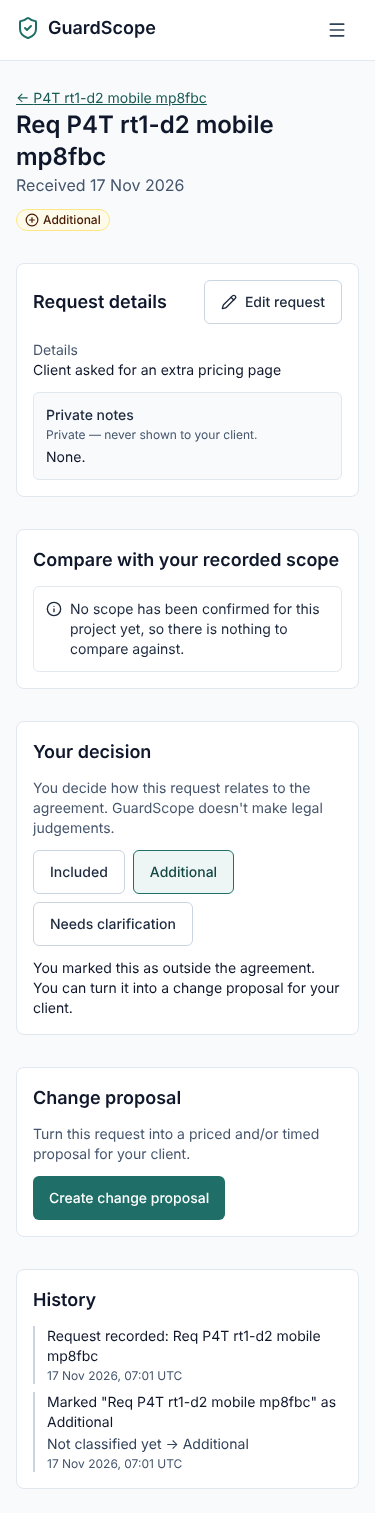 GuardScope
← P4T rt1-d2 mobile mp8fbc
Req P4T rt1-d2 mobile
mp8fbc
Received 17 Nov 2026
Additional
Request details
Edit request
Details
Client asked for an extra pricing page
Private notes
Private — never shown to your client.
None.
Compare with your recorded scope
No scope has been confirmed for this
project yet, so there is nothing to
compare against.
Your decision
You decide how this request relates to the
agreement. GuardScope doesn't make legal
judgements.
Included
Additional
Needs clarification
You marked this as outside the agreement.
You can turn it into a change proposal for your
client.
Change proposal
Turn this request into a priced and/or timed
proposal for your client.
Create change proposal
History
Request recorded: Req P4T rt1-d2 mobile
mp8fbc
17 Nov 2026, 07:01 UTC
Marked "Req P4T rt1-d2 mobile mp8fbc" as
Additional
Not classified yet → Additional
17 Nov 2026, 07:01 UTC